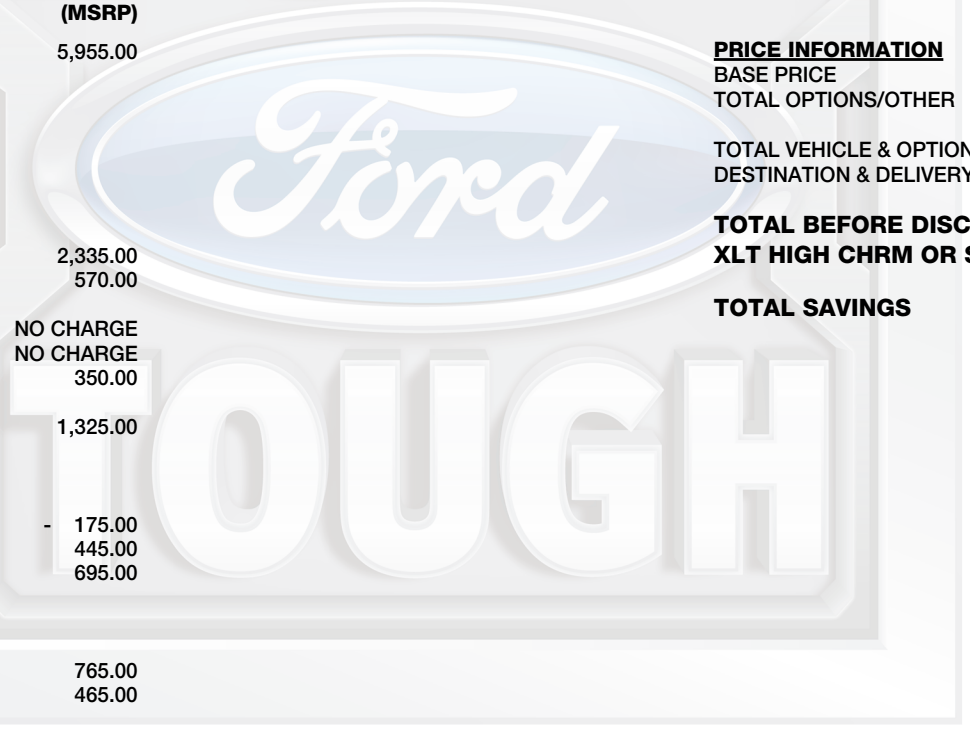 (MSRP)
5,955.00
2,335.00
570.00
NO CHARGE
NO CHARGE
350.00
1,325.00
- 175.00
445.00
695.00
765.00
465.00
PRICE INFORMATION
BASE PRICE
TOTAL OPTIONS/OTHER
TOTAL VEHICLE & OPTION
DESTINATION & DELIVERY
TOTAL BEFORE DISC
XLT HIGH CHRM OR S
TOTAL SAVINGS
Ford
TOUGH